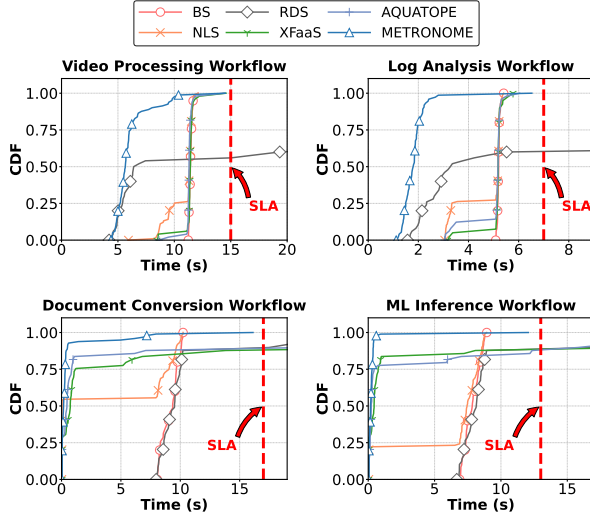 BS RDS AQUATOPE
NLS XFaaS METRONOME
Video Processing Workflow
CDF
1.00
0.75
0.50
0.25
0.00
SLA
0 5 10 15 20
Time (s)
Log Analysis Workflow
CDF
1.00
0.75
0.50
0.25
0.00
SLA
0 2 4 6 8
Time (s)
Document Conversion Workflow
CDF
1.00
0.75
0.50
0.25
0.00
SLA
0 5 10 15
Time (s)
ML Inference Workflow
CDF
1.00
0.75
0.50
0.25
0.00
SLA
0 5 10 15
Time (s)